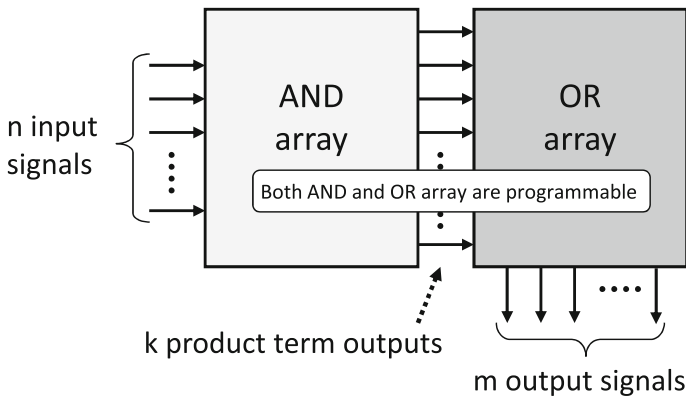 n input
signals
AND
array
OR
array
Both AND and OR array are programmable
k product term outputs
m output signals